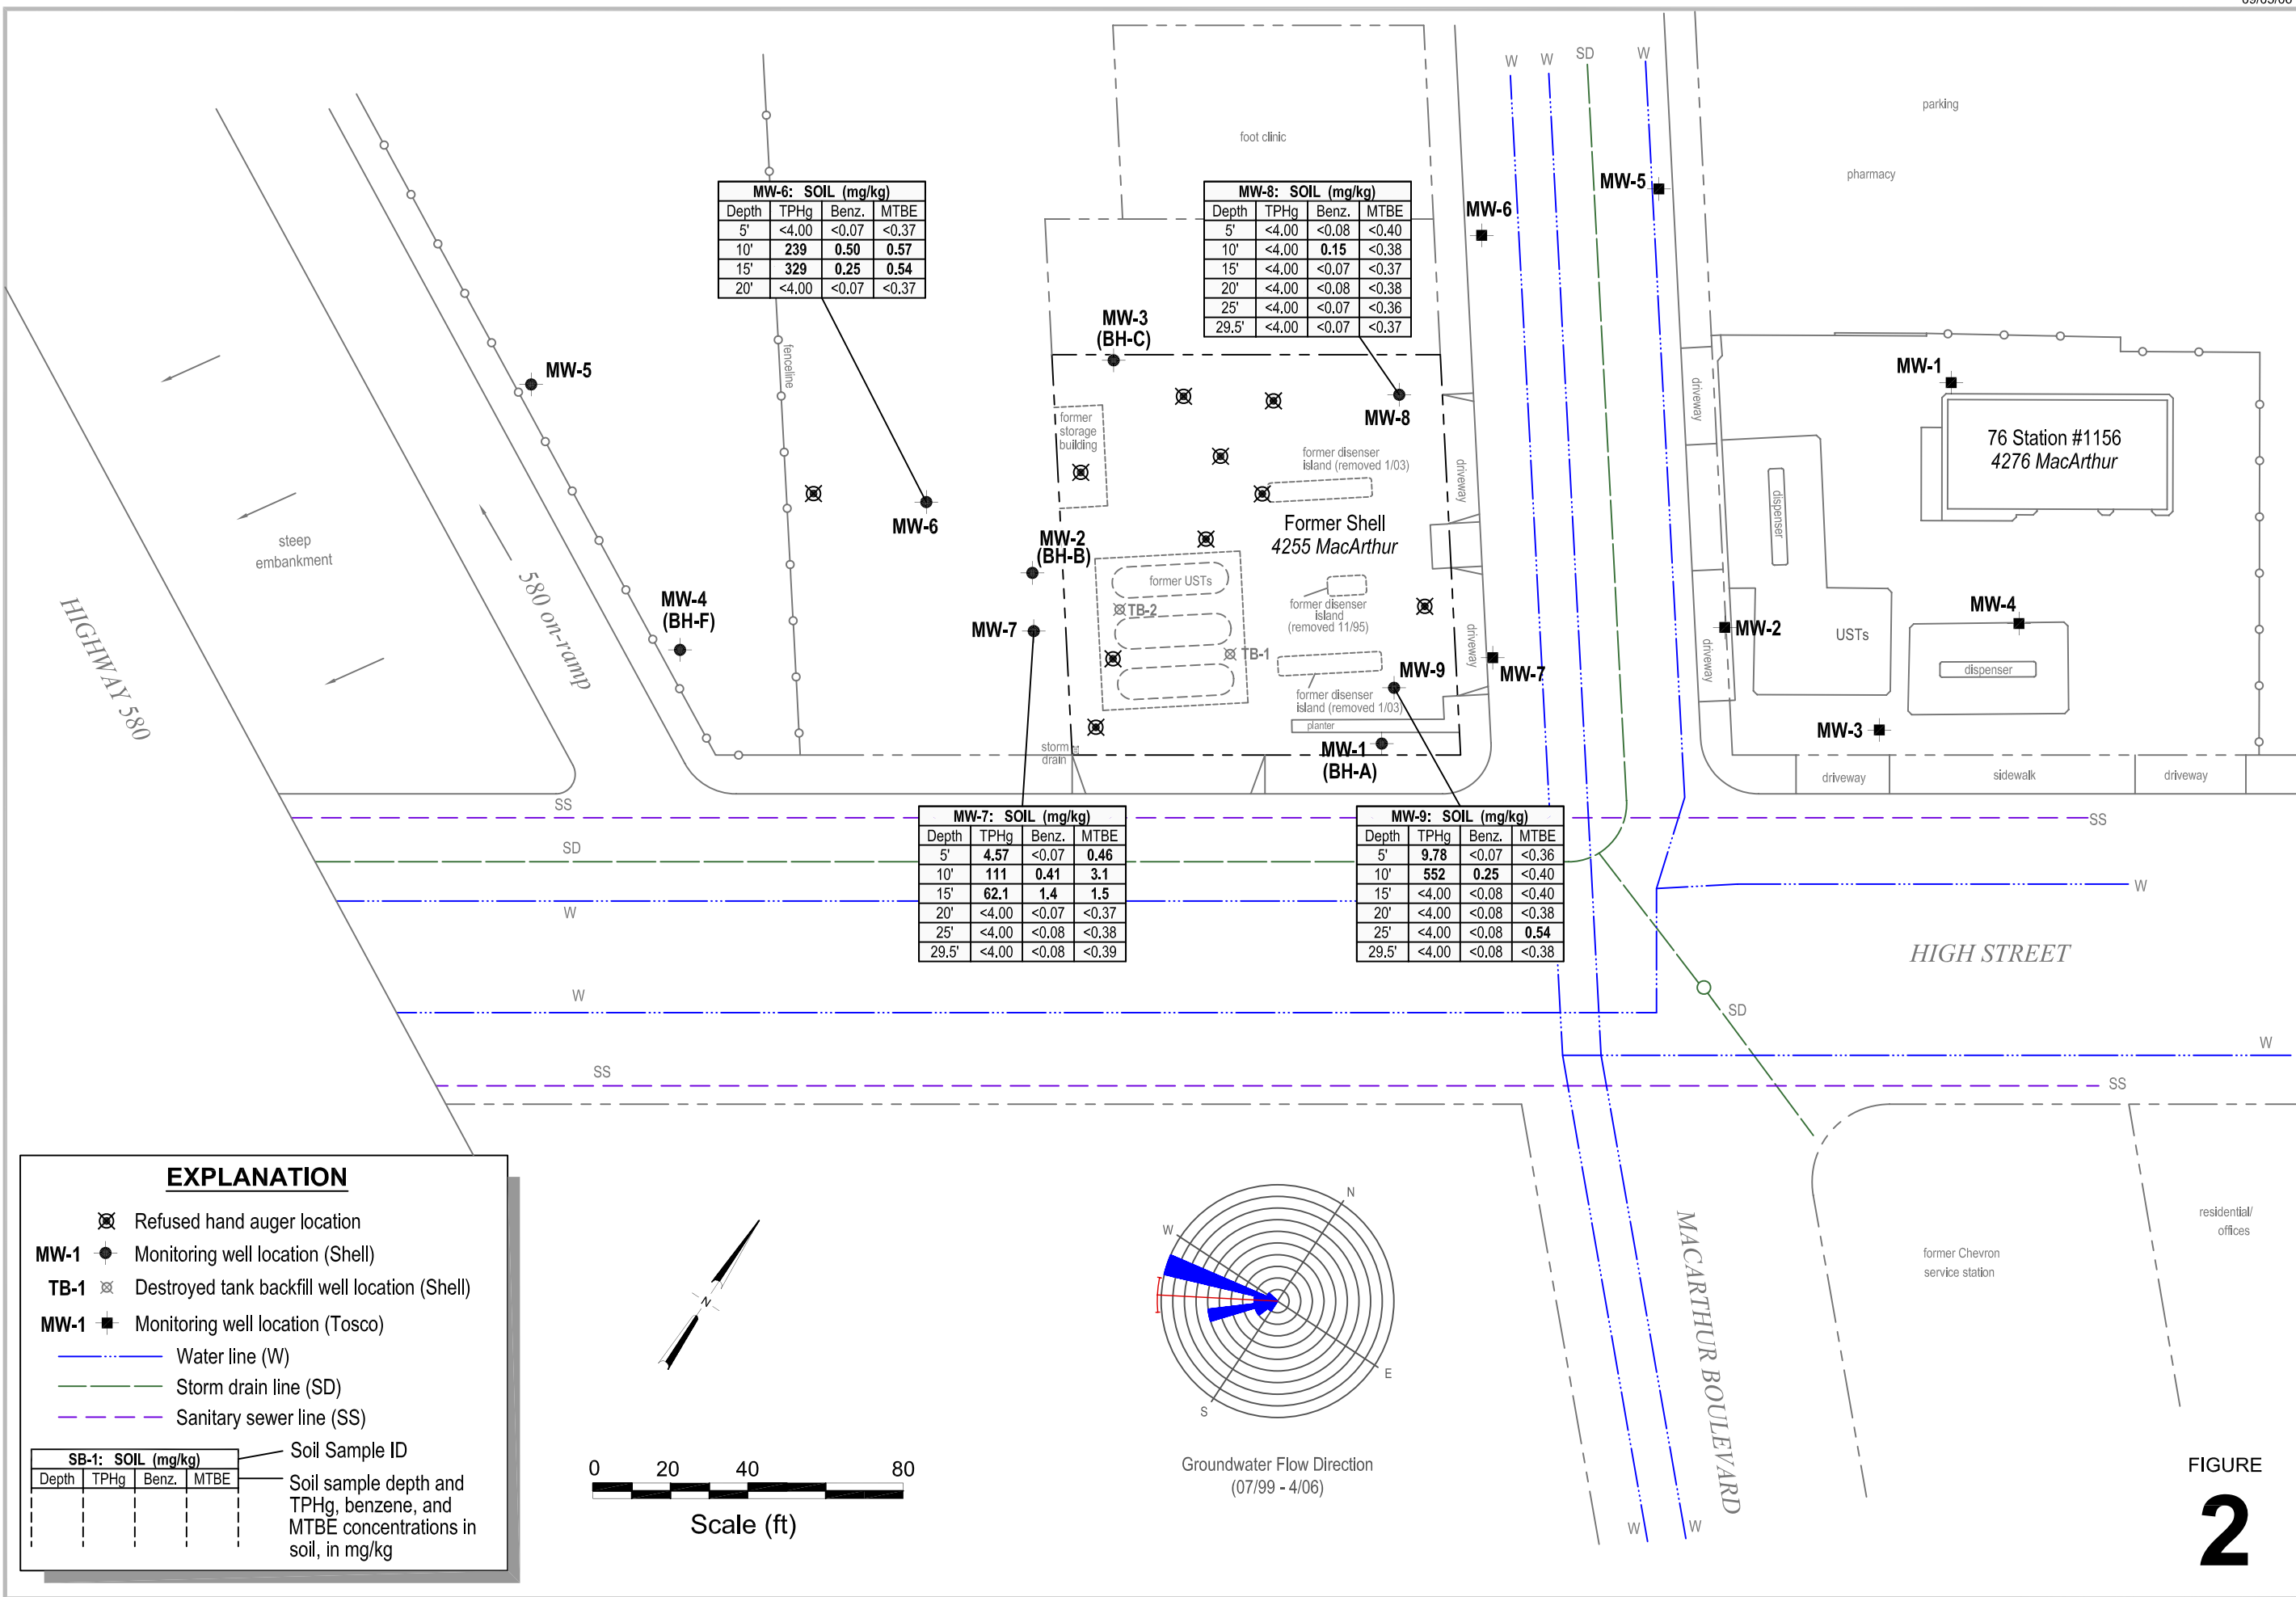 foot clinic
parking
pharmacy
W
W
SD
W
MW-6: SOIL (mg/kg)
Depth TPHg Benz. MTBE
5' <4.00 <0.07 <0.37
10' 239 0.50 0.57
15' 329 0.25 0.54
20' <4.00 <0.07 <0.37
MW-8: SOIL (mg/kg)
Depth TPHg Benz. MTBE
5' <4.00 <0.08 <0.40
10' <4.00 0.15 <0.38
15' <4.00 <0.07 <0.37
20' <4.00 <0.08 <0.38
25' <4.00 <0.07 <0.36
29.5' <4.00 <0.07 <0.37
MW-6
MW-5
MW-3
(BH-C)
MW-5
fenceline
MW-8
MW-1
driveway
former
storage
building
former disenser
island (removed 1/03)
76 Station #1156
4276 MacArthur
driveway
dispenser
MW-6
Former Shell
4255 MacArthur
steep
embankment
MW-2
(BH-B)
former USTs
580 on-ramp
HIGHWAY 580
MW-4
(BH-F)
TB-2
former disenser
island
(removed 11/95)
MW-7
TB-1
driveway
MW-9
MW-7
MW-2
driveway
USTs
MW-4
dispenser
former disenser
island (removed 1/03)
planter
MW-3
storm
drain
MW-1
(BH-A)
driveway
sidewalk
driveway
SS
SS
SD
W
MW-7: SOIL (mg/kg)
Depth TPHg Benz. MTBE
5' 4.57 <0.07 0.46
10' 111 0.41 3.1
15' 62.1 1.4 1.5
20' <4.00 <0.07 <0.37
25' <4.00 <0.08 <0.38
29.5' <4.00 <0.08 <0.39
MW-9: SOIL (mg/kg)
Depth TPHg Benz. MTBE
5' 9.78 <0.07 <0.36
10' 552 0.25 <0.40
15' <4.00 <0.08 <0.40
20' <4.00 <0.08 <0.38
25' <4.00 <0.08 0.54
29.5' <4.00 <0.08 <0.38
W
HIGH STREET
W
SD
W
SS
SS
EXPLANATION
Refused hand auger location
MW-1 Monitoring well location (Shell)
TB-1 Destroyed tank backfill well location (Shell)
MW-1 Monitoring well location (Tosco)
Water line (W)
Storm drain line (SD)
Sanitary sewer line (SS)
SB-1: SOIL (mg/kg)
Depth TPHg Benz. MTBE
Soil Sample ID
Soil sample depth and
TPHg, benzene, and
MTBE concentrations in
soil, in mg/kg
N
0 20 40 80
Scale (ft)
N
W
E
S
Groundwater Flow Direction
(07/99 - 4/06)
MACARTHUR BOULEVARD
W
W
former Chevron
service station
residential/
offices
FIGURE
2